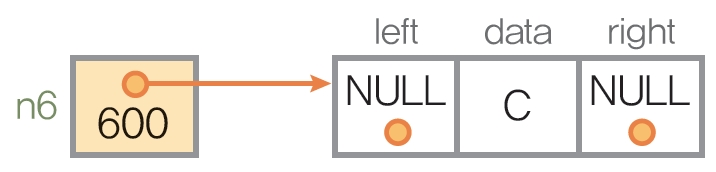 left data right
n6
600
NULL C NULL